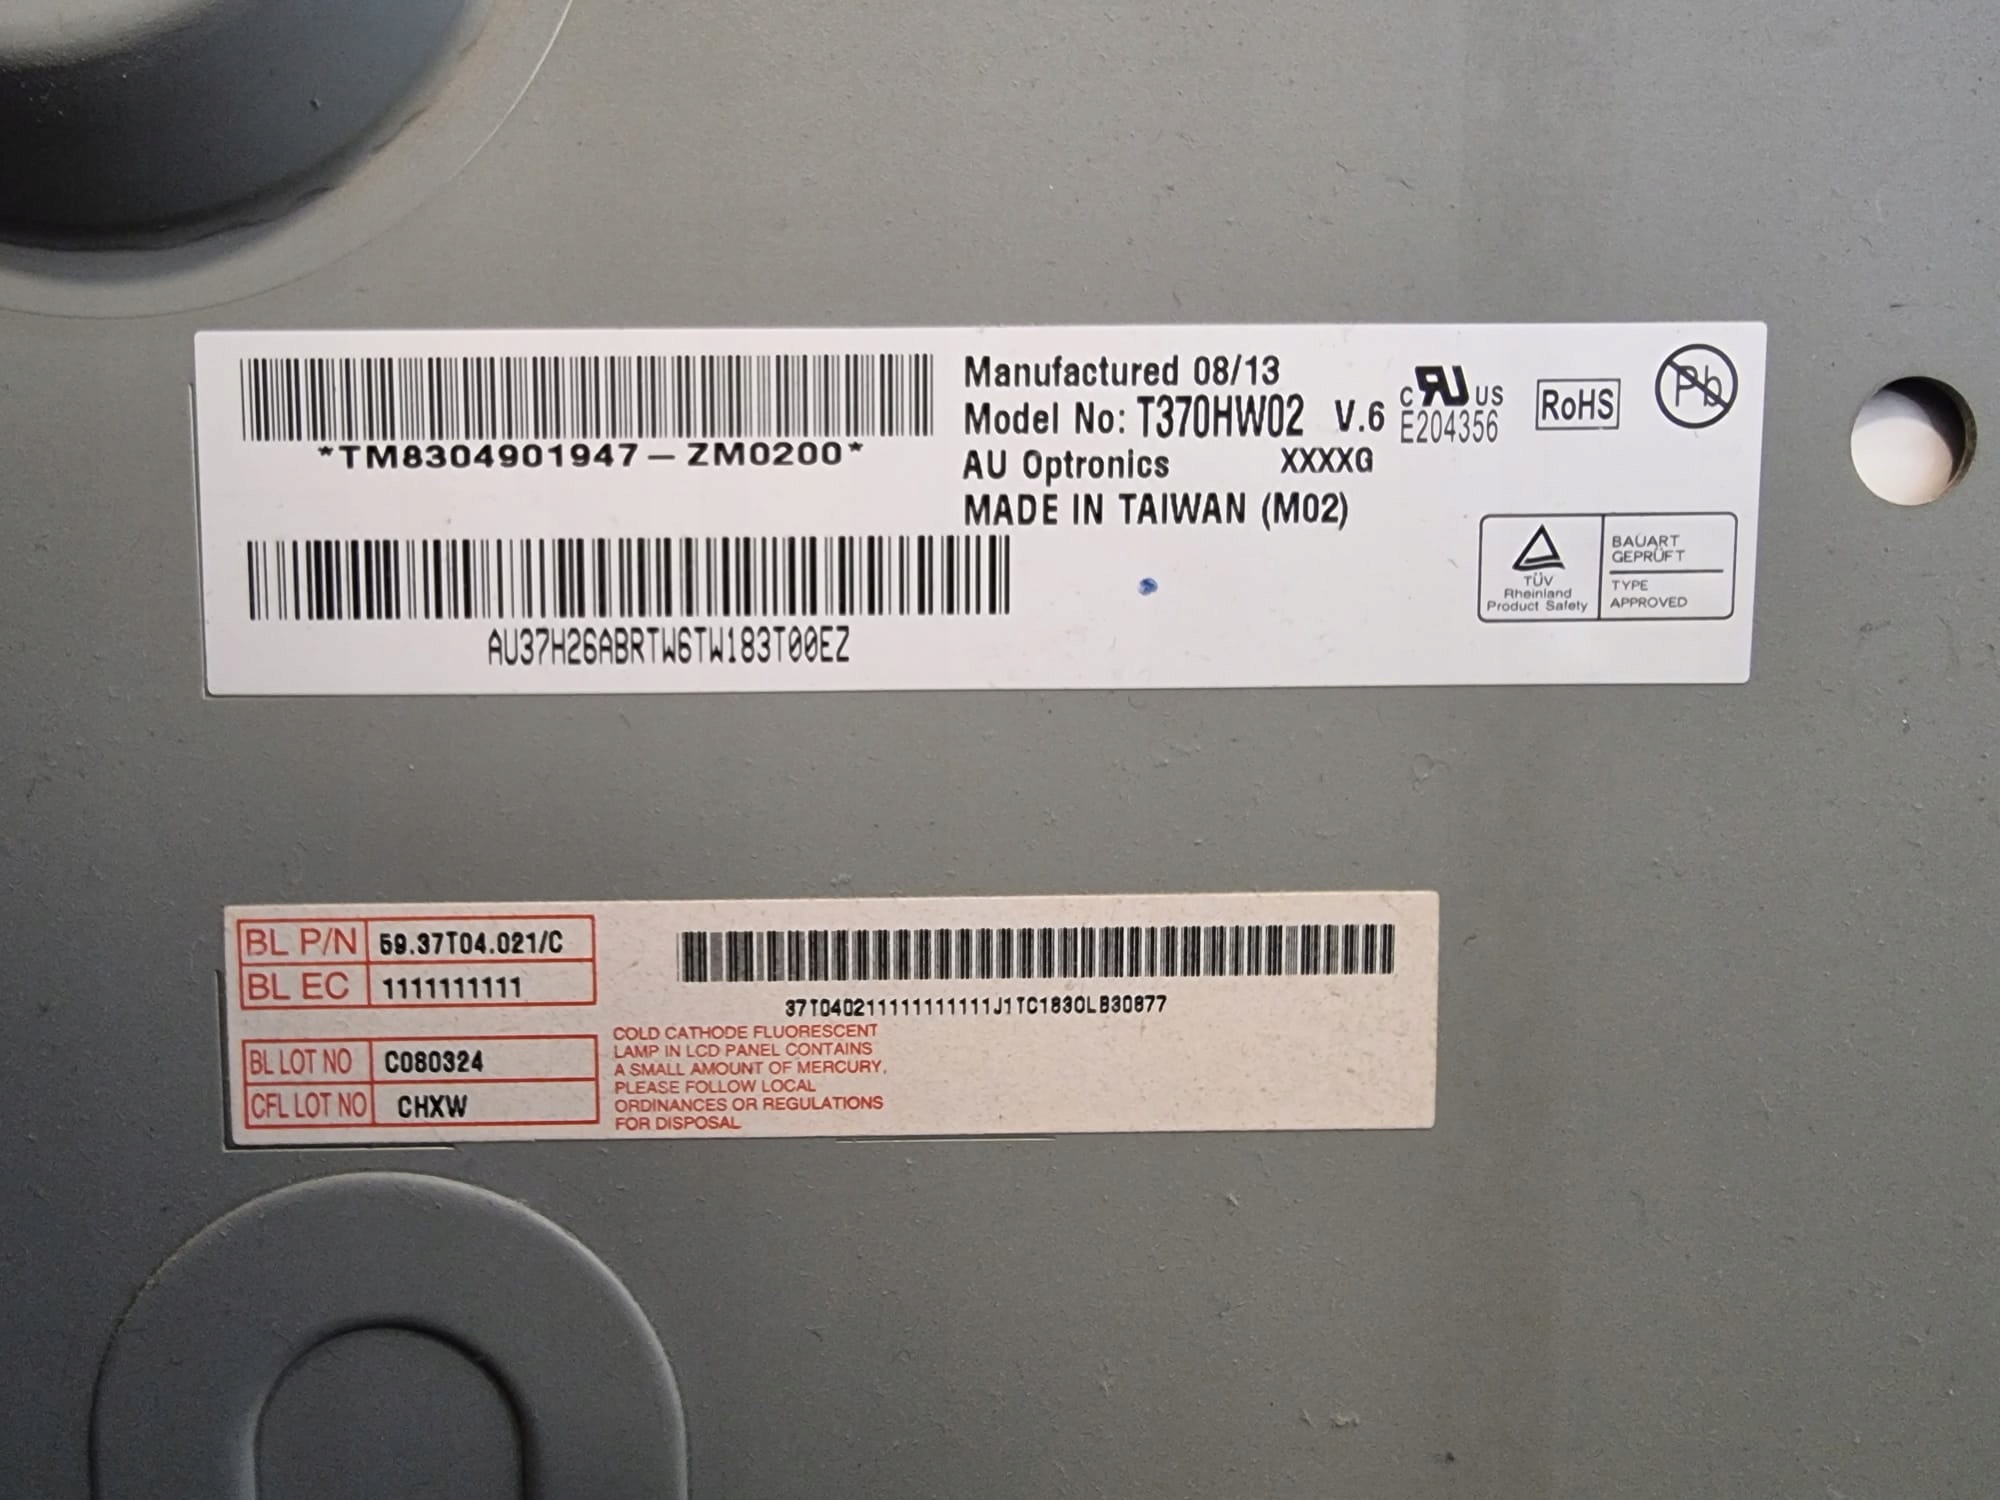 *TM8304901947-ZM0200*
Manufactured 08/13
Model No: T370HW02 V.6
AU Optronics XXXXG
MADE IN TAIWAN (M02)
c RU US
E204356
RoHS
Pb
AU37H26ABRTW6TW183T00EZ
TÜV
Rheinland
Product Safety
BAUART
GEPRÜFT
TYPE
APPROVED
BL P/N 59.37T04.021/C
BL EC 1111111111
BL LOT NO C080324
CFL LOT NO CHXW
37T040211111111111J1TC1830LB30877
COLD CATHODE FLUORESCENT
LAMP IN LCD PANEL CONTAINS
A SMALL AMOUNT OF MERCURY,
PLEASE FOLLOW LOCAL
ORDINANCES OR REGULATIONS
FOR DISPOSAL